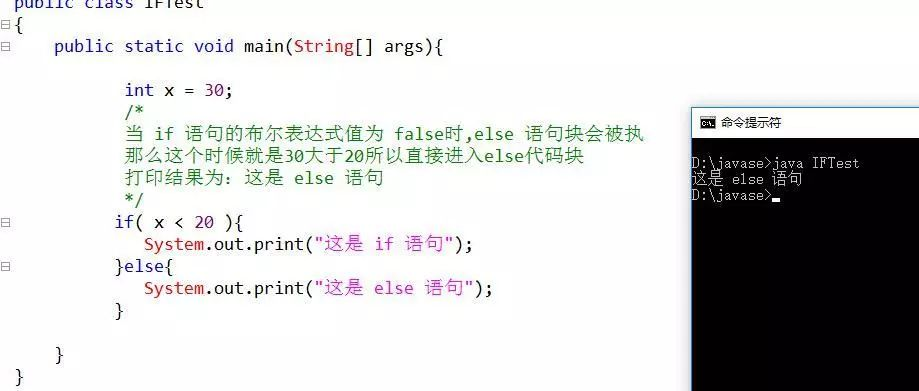 public class IFTest
{
public static void main(String[] args){
int x = 30;
/*
当 if 语句的布尔表达式值为 false时,else 语句块会被执
那么这个时候就是30大于20所以直接进入else代码块
打印结果为：这是 else 语句
*/
if( x < 20 ){
System.out.print("这是 if 语句");
}else{
System.out.print("这是 else 语句");
}
}
}
命令提示符
D:\javase>java IFTest
这是 else 语句
D:\javase>